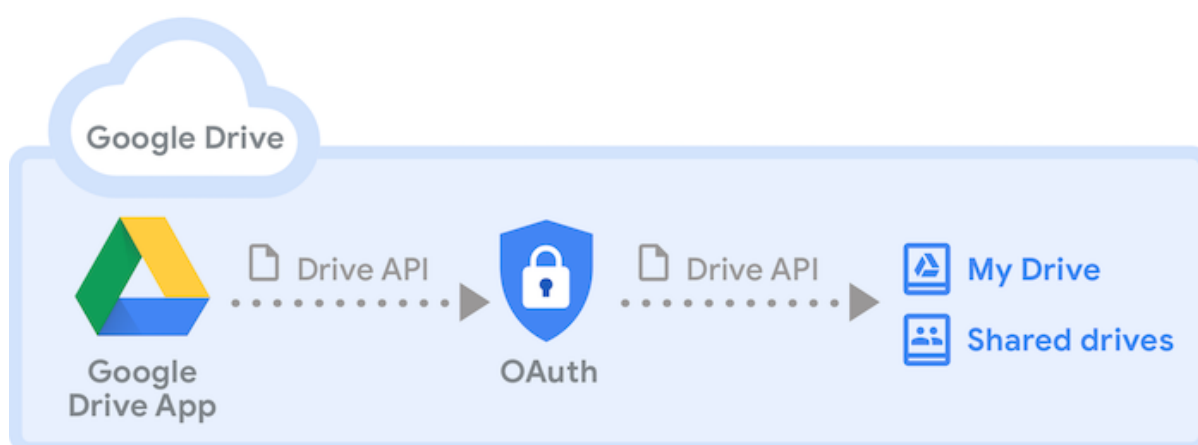 Google Drive
Drive API
Drive API
My Drive
Shared drives
Google
Drive App
OAuth